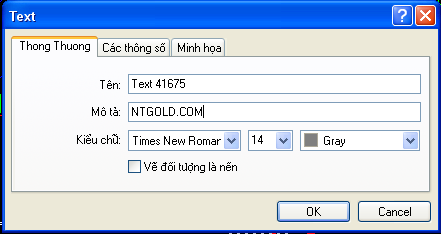 Text
Thong Thuong Các thông số Minh họa
Tên: Text 41675
Mô tả: NTGOLD.COM
Kiểu chữ: Times New Romar 14 Gray
Vẽ đối tượng là nền
OK Cancel